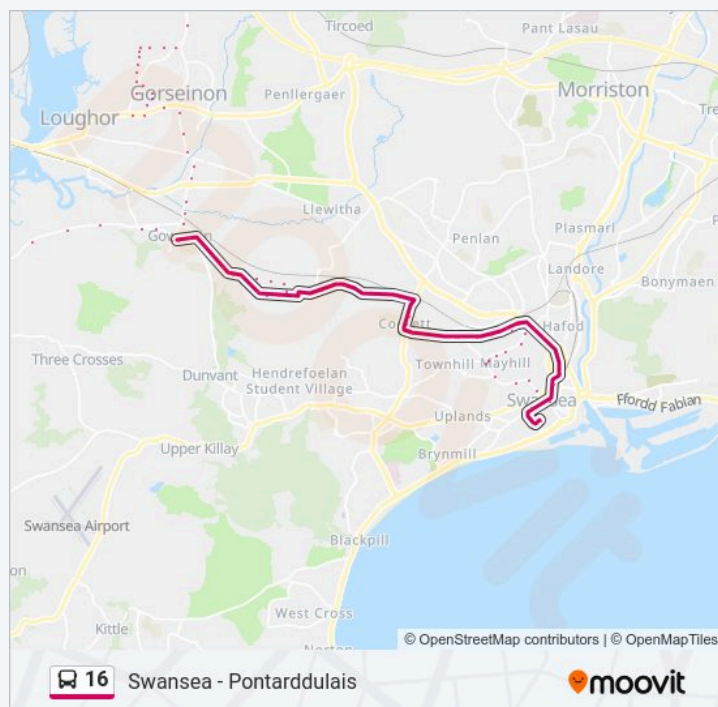 Tircoed
Pant Lasau
Gorseinon
Penllergaer
Morriston
Loughor
Tre
Llewitha
Plasmarl
Penlan
Landore
Bonymaen
Hafod
Three Crosses
Townhill
Mayhill
Dunvant
Hendrefoelan
Student Village
Swansea
Ffordd Fabian
Uplands
Upper Killay
Brynmill
Swansea Airport
Blackpill
West Cross
Kittle
© OpenStreetMap contributors | © OpenMapTiles
16 Swansea - Pontarddulais
moovit